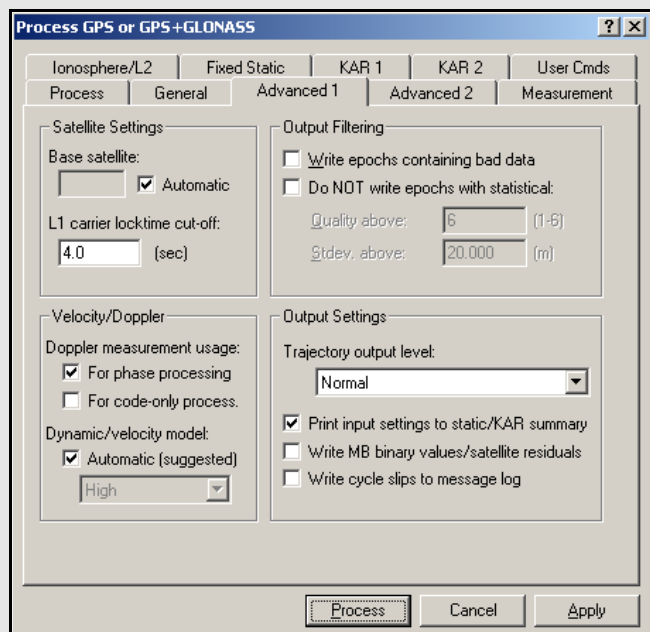 Process GPS or GPS+GLONASS
Ionosphere/L2 Fixed Static KAR 1 KAR 2 User Cmds
Process General Advanced 1 Advanced 2 Measurement
Satellite Settings
Base satellite:
Automatic
L1 carrier locktime cut-off:
4.0 (sec)
Output Filtering
Write epochs containing bad data
Do NOT write epochs with statistical:
Quality above: 6 (1-6)
Stdev. above: 20.000 (m)
Velocity/Doppler
Doppler measurement usage:
For phase processing
For code-only process.
Dynamic/velocity model:
Automatic (suggested)
High
Output Settings
Trajectory output level:
Normal
Print input settings to static/KAR summary
Write MB binary values/satellite residuals
Write cycle slips to message log
Process Cancel Apply